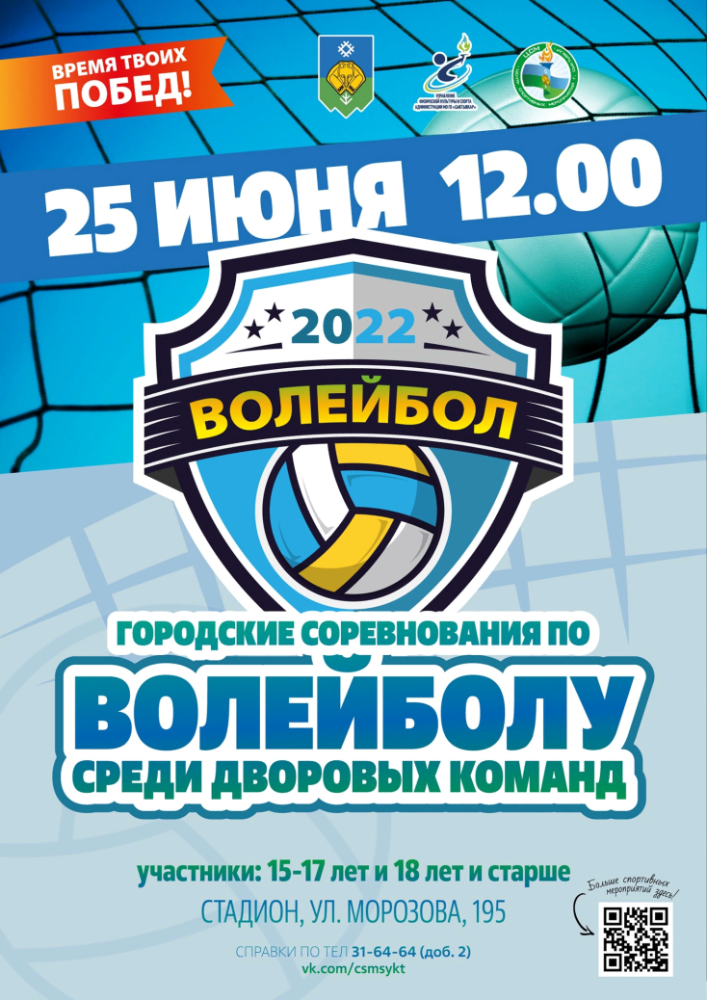 ВРЕМЯ ТВОИХ
ПОБЕД!
УПРАВЛЕНИЕ
ФИЗИЧЕСКОЙ КУЛЬТУРЫ И СПОРТА
АДМИНИСТРАЦИИ МО ГО «СЫКТЫВКАР»
ЦСМ
25 ИЮНЯ 12.00
2022
ВОЛЕЙБОЛ
ГОРОДСКИЕ СОРЕВНОВАНИЯ ПО
ВОЛЕЙБОЛУ
СРЕДИ ДВОРОВЫХ КОМАНД
участники: 15-17 лет и 18 лет и старше
СТАДИОН, УЛ. МОРОЗОВА, 195
Больше спортивных
мероприятий здесь!
СПРАВКИ ПО ТЕЛ 31-64-64 (доб. 2)
vk.com/csmsykt